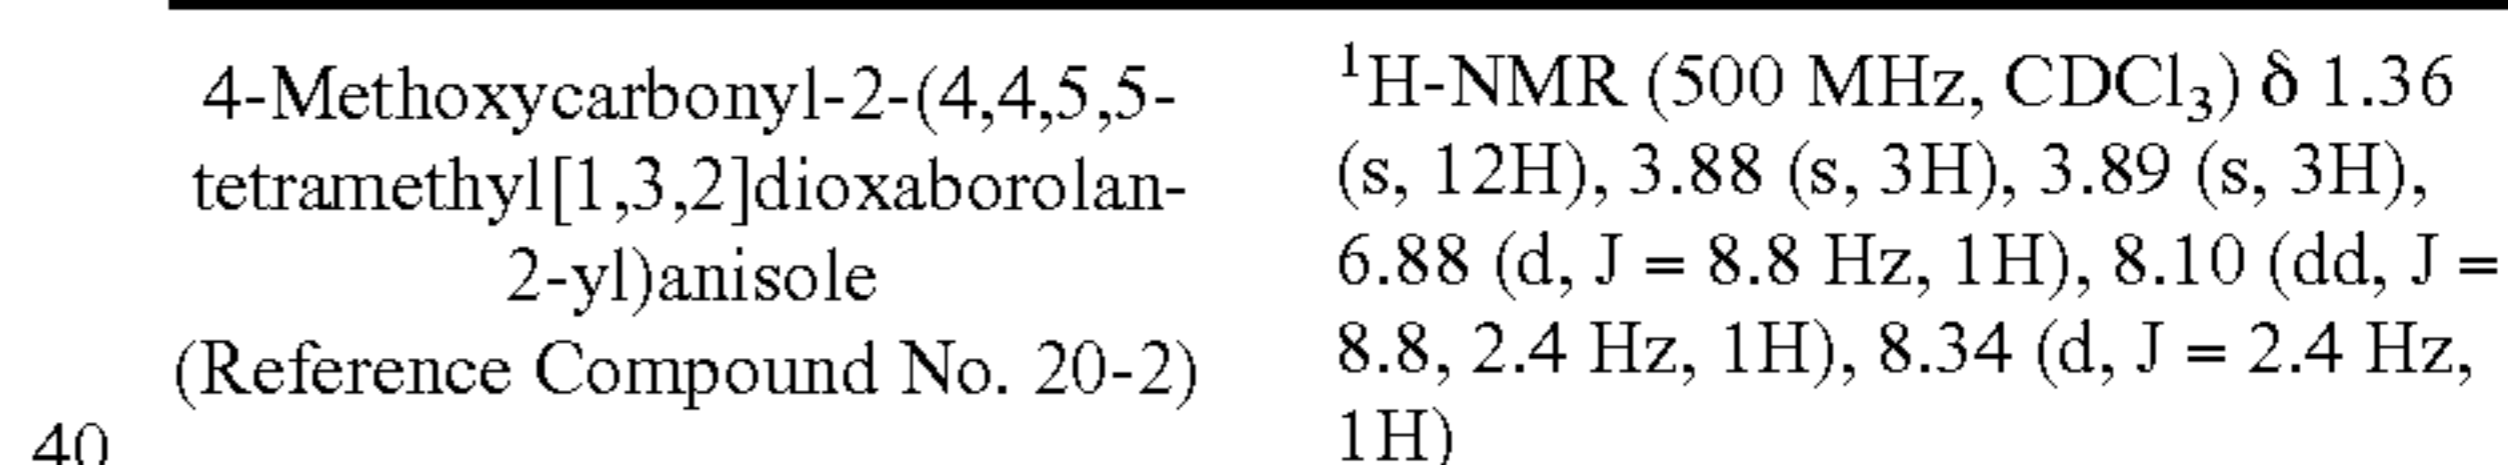 4-Methoxycarbonyl-2-(4,4,5,5-
tetramethyl[1,3,2]dioxaborolan-
2-yl)anisole
(Reference Compound No. 20-2)
¹H-NMR (500 MHz, CDCl₃) δ 1.36
(s, 12H), 3.88 (s, 3H), 3.89 (s, 3H),
6.88 (d, J = 8.8 Hz, 1H), 8.10 (dd, J =
8.8, 2.4 Hz, 1H), 8.34 (d, J = 2.4 Hz,
1H)
40